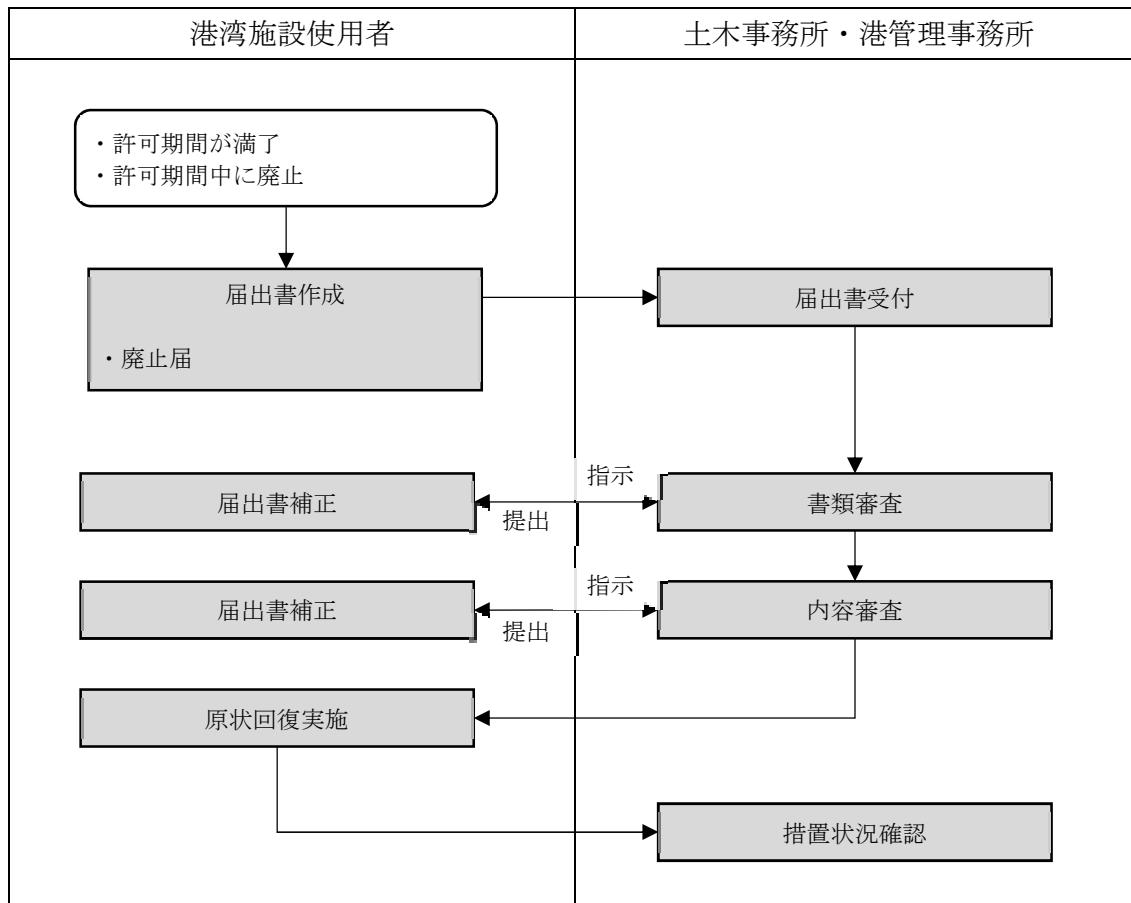 港湾施設使用者
土木事務所・港管理事務所
・許可期間が満了
・許可期間中に廃止
届出書作成
・廃止届
届出書受付
指示
届出書補正
書類審査
提出
指示
届出書補正
内容審査
提出
原状回復実施
措置状況確認